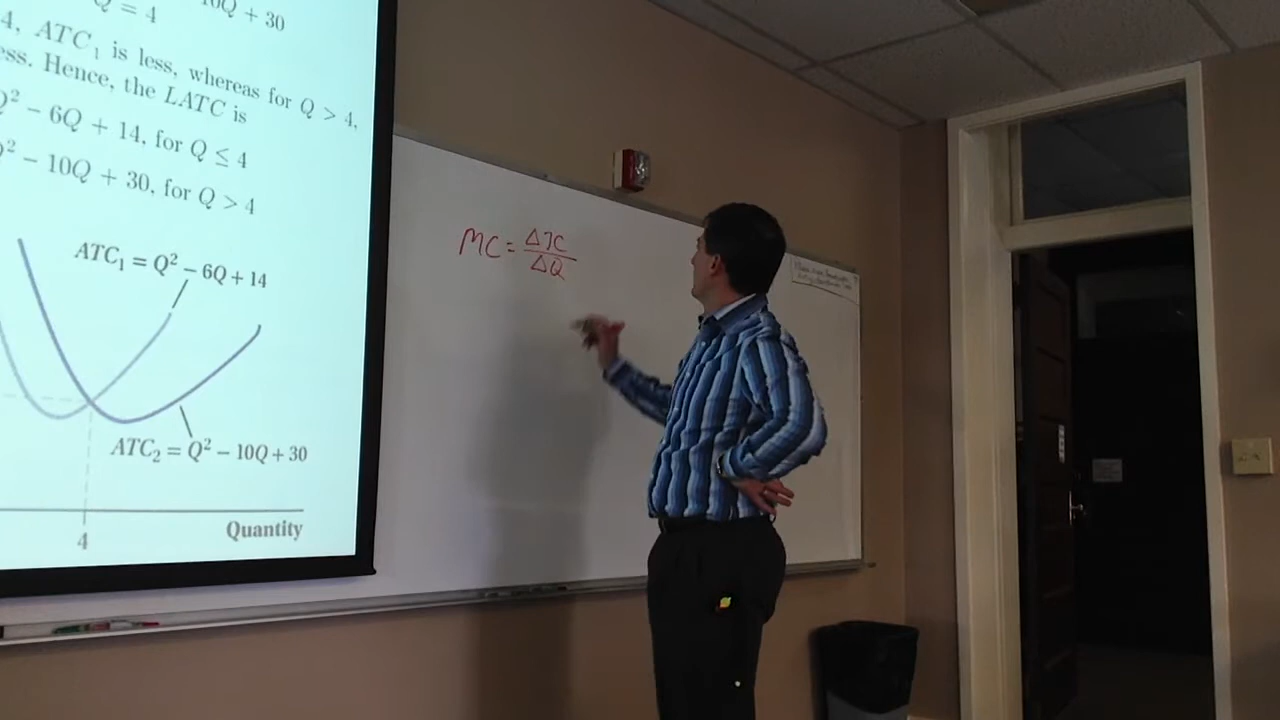 Q = 4
10Q + 30
4, ATC₁ is less, whereas for Q > 4,
ess. Hence, the LATC is
Q² − 6Q + 14, for Q ≤ 4
Q² − 10Q + 30, for Q > 4
ATC₁ = Q² − 6Q + 14
ATC₂ = Q² − 10Q + 30
4
Quantity
MC = ΔTC
ΔQ